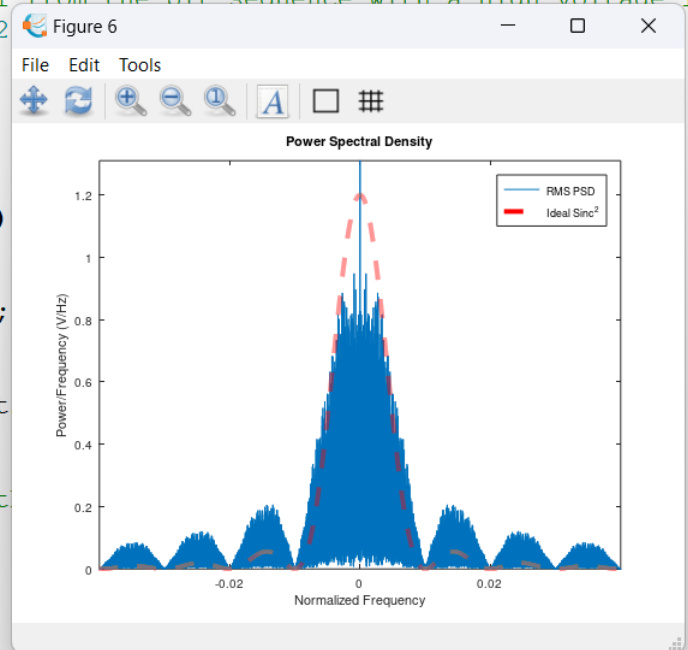 Figure 6
File Edit Tools
A
Power Spectral Density
RMS PSD
Ideal Sinc²
Power/Frequency (V/Hz)
1.2
1
0.8
0.6
0.4
0.2
0
-0.02
0
0.02
Normalized Frequency